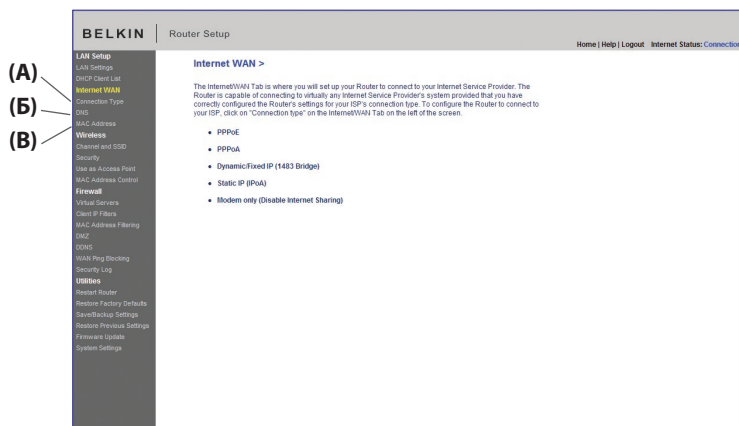 BELKIN
Router Setup
Home | Help | Logout Internet Status: Connection
(А)
(Б)
(В)
LAN Setup
LAN Settings
DHCP Client List
Internet WAN
Connection Type
DNS
MAC Address
Wireless
Channel and SSID
Security
Use as Access Point
MAC Address Control
Firewall
Virtual Servers
Client IP Filters
MAC Address Filtering
DMZ
DDNS
WAN Ping Blocking
Security Log
Utilities
Restart Router
Restore Factory Defaults
Save/Backup Settings
Restore Previous Settings
Firmware Update
System Settings
Internet WAN >
The Internet/WAN Tab is where you will set up your Router to connect to your Internet Service Provider. The
Router is capable of connecting to virtually any Internet Service Provider's system provided that you have
correctly configured the Router's settings for your ISP's connection type. To configure the Router to connect to
your ISP, click on "Connection type" on the Internet/WAN Tab on the left of the screen.
• PPPoE
• PPPoA
• Dynamic/Fixed IP (1483 Bridge)
• Static IP (IPoA)
• Modem only (Disable Internet Sharing)